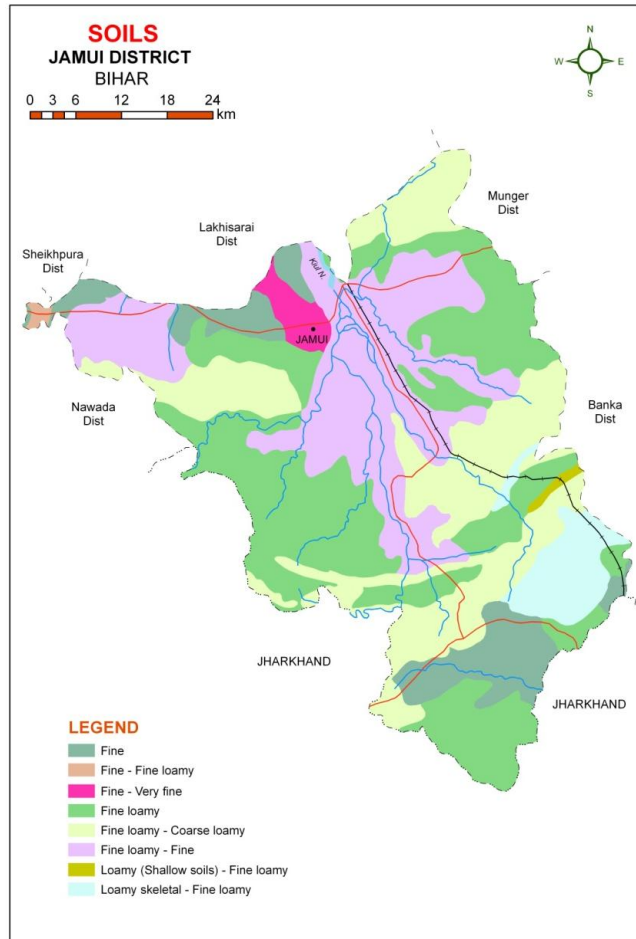 SOILS
JAMUI DISTRICT
BIHAR
0 3 6 12 18 24
km
N
W E
S
Munger
Dist
Lakhisarai
Dist
Sheikhpura
Dist
Kiul N.
JAMUI
Nawada
Dist
Banka
Dist
JHARKHAND
JHARKHAND
LEGEND
Fine
Fine - Fine loamy
Fine - Very fine
Fine loamy
Fine loamy - Coarse loamy
Fine loamy - Fine
Loamy (Shallow soils) - Fine loamy
Loamy skeletal - Fine loamy